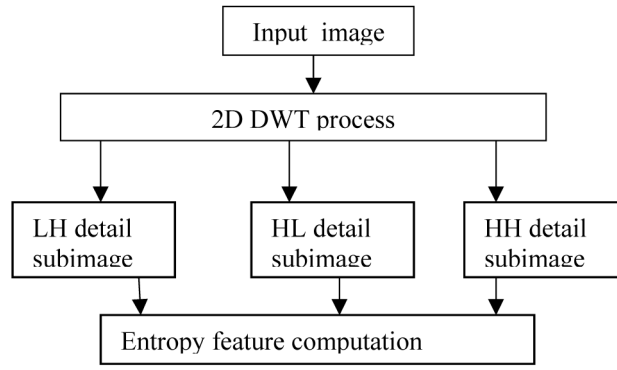 Input image
2D DWT process
LH detail
subimage
HL detail
subimage
HH detail
subimage
Entropy feature computation